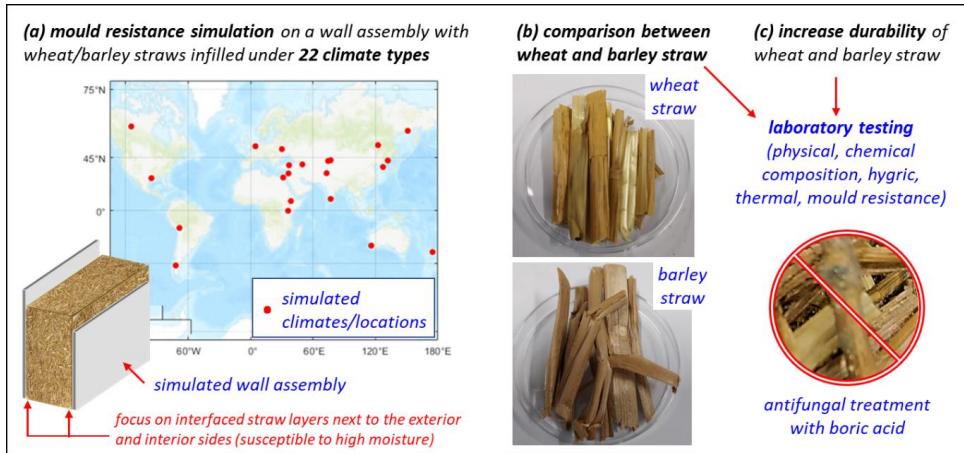 (a) mould resistance simulation on a wall assembly with
wheat/barley straws infilled under 22 climate types
75°N
45°N
0°
60°W
0°
60°E
120°E
180°E
simulated
climates/locations
simulated wall assembly
focus on interfaced straw layers next to the exterior
and interior sides (susceptible to high moisture)
(b) comparison between
wheat and barley straw
wheat
straw
barley
straw
(c) increase durability of
wheat and barley straw
laboratory testing
(physical, chemical
composition, hygric,
thermal, mould resistance)
antifungal treatment
with boric acid